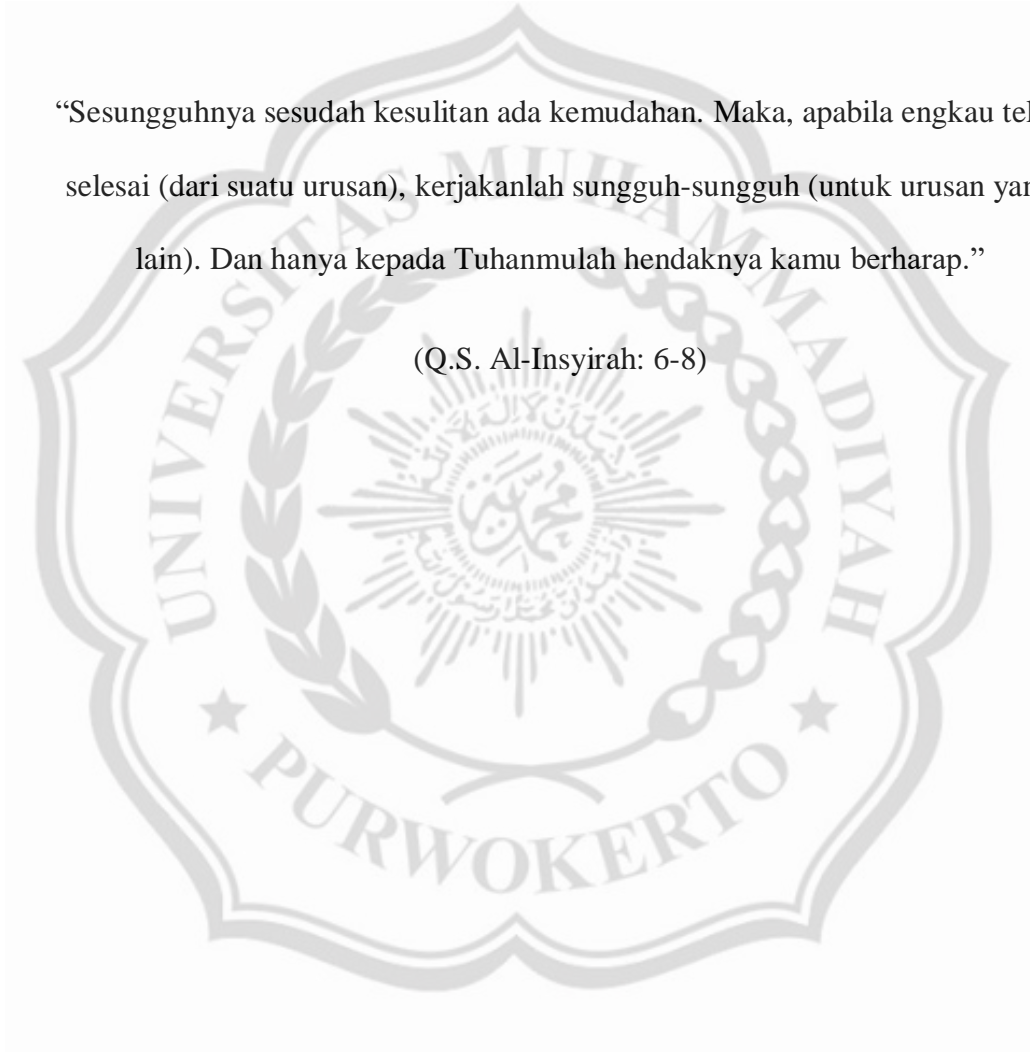 “Sesungguhnya sesudah kesulitan ada kemudahan. Maka, apabila engkau tel
selesai (dari suatu urusan), kerjakanlah sungguh-sungguh (untuk urusan yan
lain). Dan hanya kepada Tuhanmulah hendaknya kamu berharap.”
(Q.S. Al-Insyirah: 6-8)
UNIVERSITAS MUHAMMADIYAH
PURWOKERTO